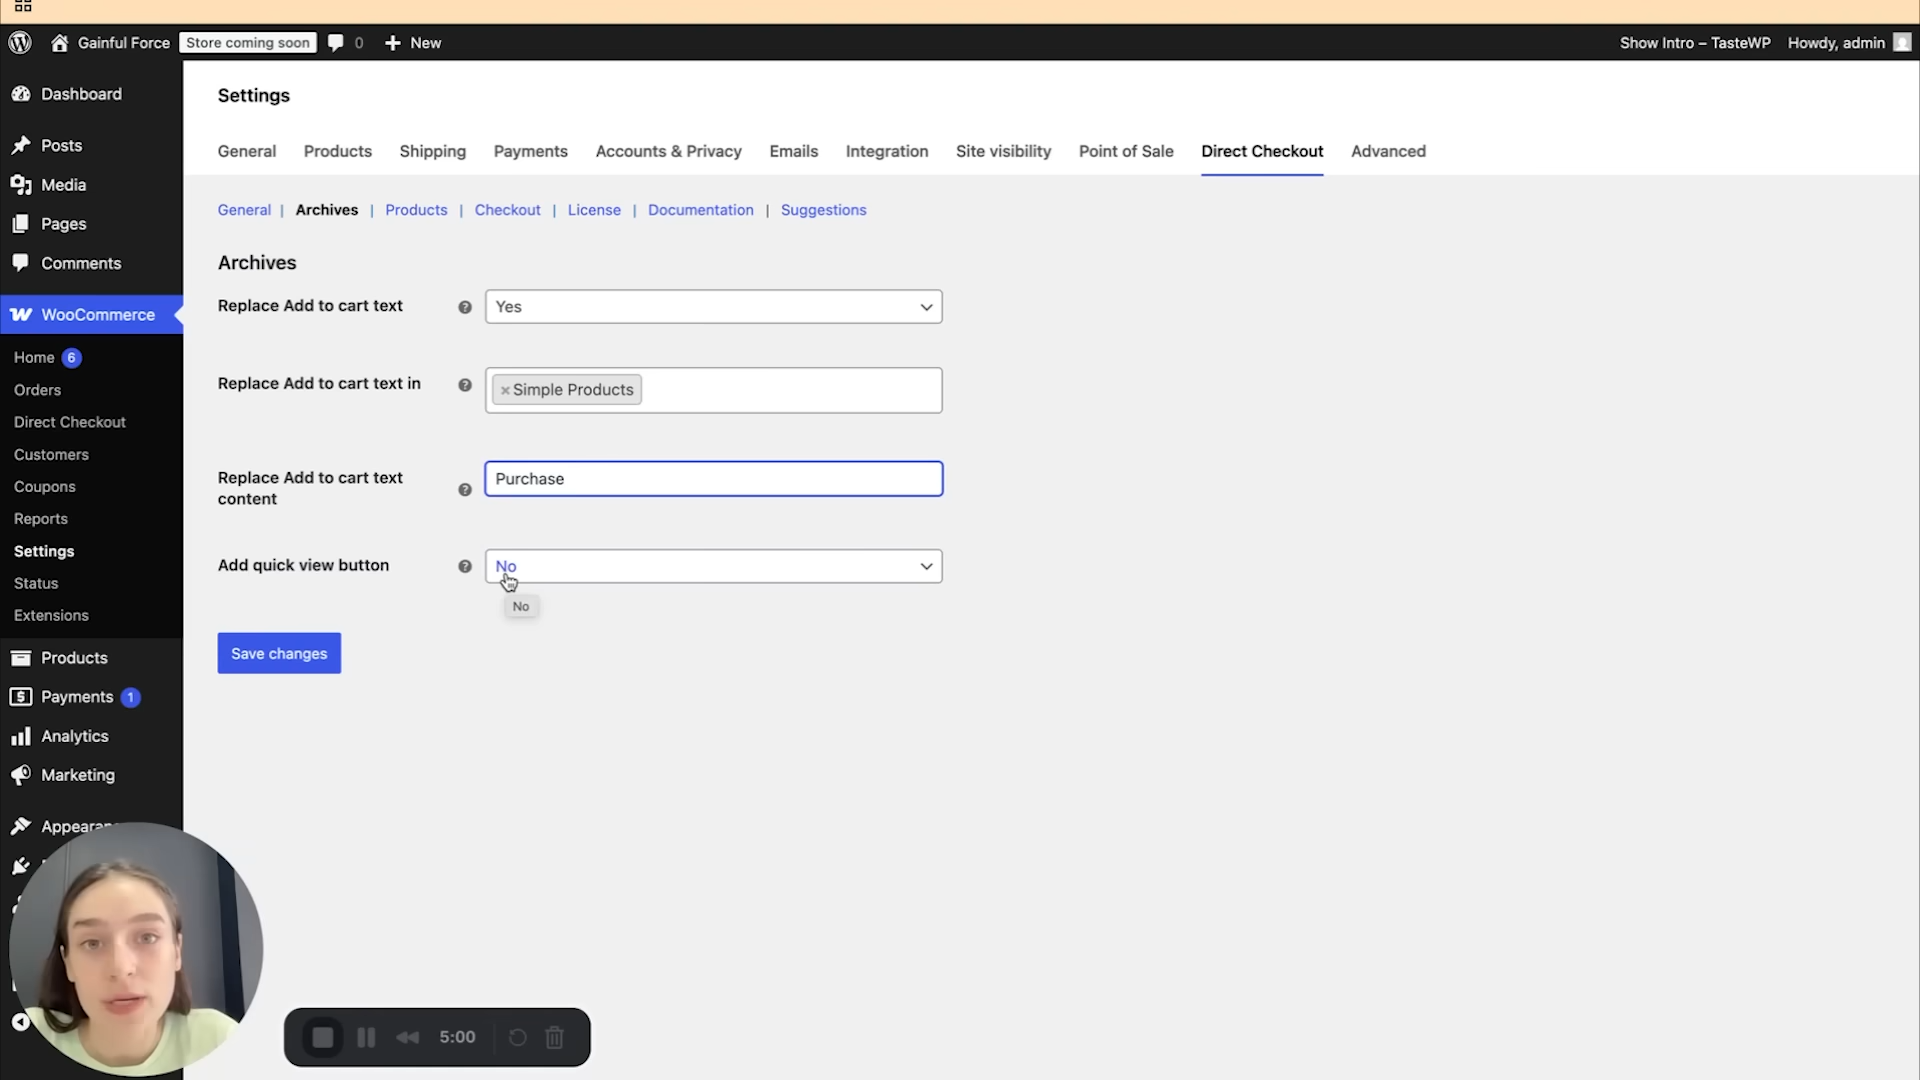 Gainful Force Store coming soon 0 New Show Intro – TasteWP Howdy, admin
Dashboard
Posts
Media
Pages
Comments
WooCommerce
Home 6
Orders
Direct Checkout
Customers
Coupons
Reports
Settings
Status
Extensions
Products
Payments 1
Analytics
Marketing
Settings
General Products Shipping Payments Accounts & Privacy Emails Integration Site visibility Point of Sale Direct Checkout Advanced
General | Archives | Products | Checkout | License | Documentation | Suggestions
Archives
Replace Add to cart text ? Yes
Replace Add to cart text in ? ×Simple Products
Replace Add to cart text
content ? Purchase
Add quick view button ? No
No
Save changes
5:00